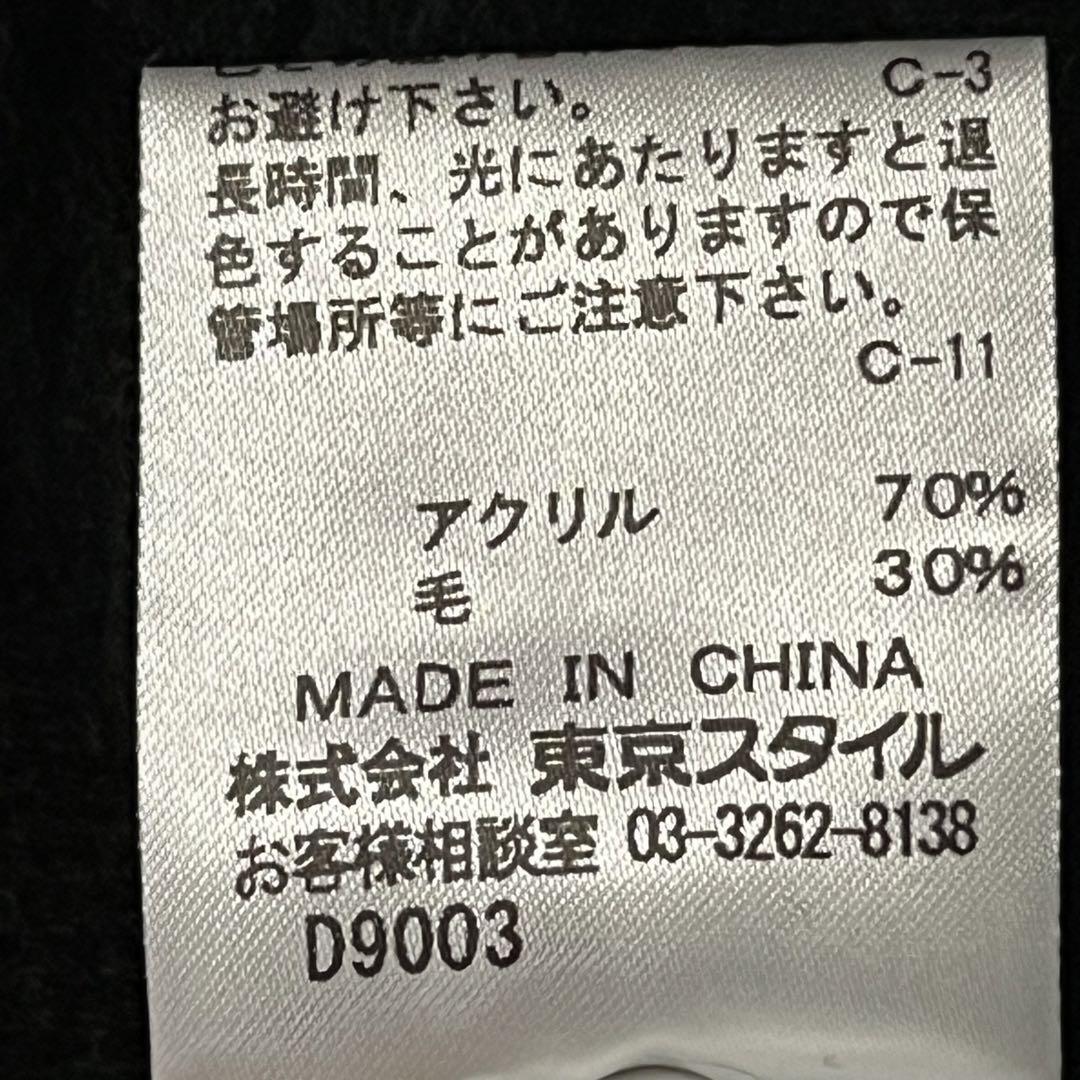 お避け下さい。
C-3
長時間、光にあたりますと退
色することがありますので保
管場所等にご注意下さい。
C-11
アクリル 70%
毛 30%
MADE IN CHINA
株式会社 東京スタイル
お客様相談室 03-3262-8138
D9003